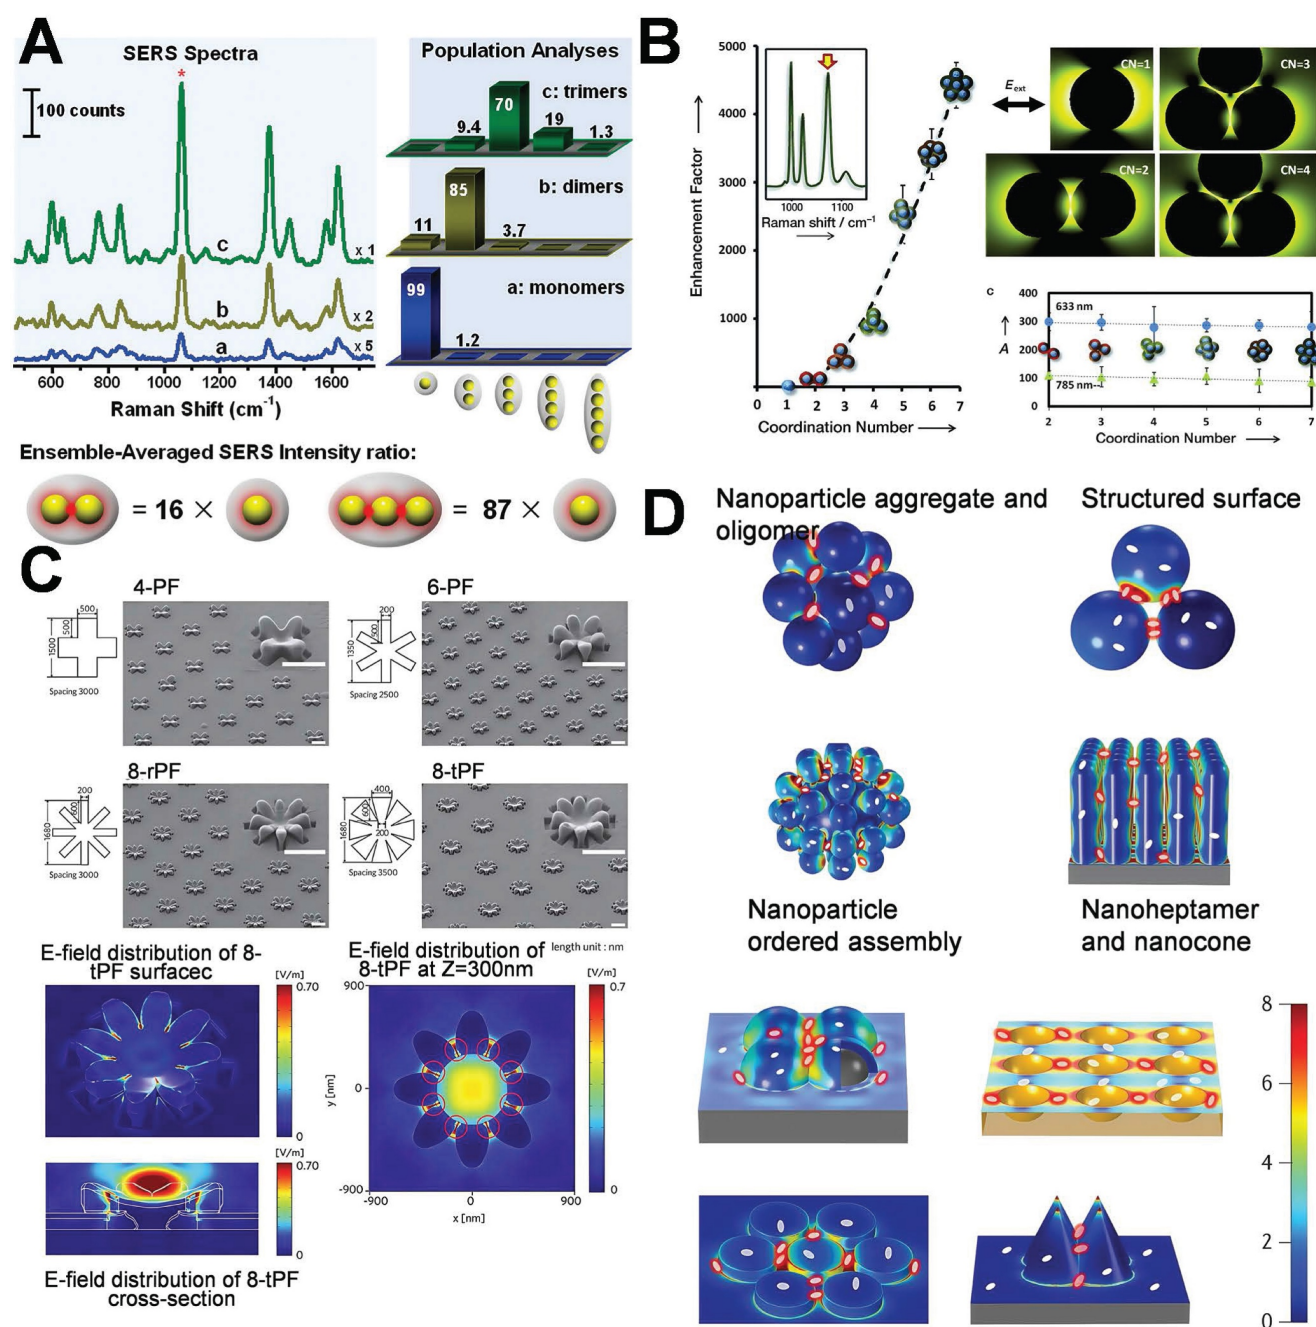 A
SERS Spectra
*
100 counts
c
x 1
b
x 2
a
x 5
600 800 1000 1200 1400 1600
Raman Shift (cm⁻¹)
Population Analyses
c: trimers
9.4 70 19 1.3
b: dimers
11 85 3.7
a: monomers
99 1.2
Ensemble-Averaged SERS Intensity ratio:
= 16 × = 87 ×
B
Enhancement Factor
5000
4000
3000
2000
1000
0 1 2 3 4 5 6 7
Coordination Number
1000 1100
Raman shift / cm⁻¹
E ext
CN=1
CN=3
CN=2
CN=4
c
A
400
300
200
100
0
633 nm
785 nm
2 3 4 5 6 7
Coordination Number
C
4-PF
500
500
1500
Spacing 3000
6-PF
200
500
1350
Spacing 2500
8-rPF
200
600
1680
Spacing 3000
8-tPF
400
600
200
1680
Spacing 3500
E-field distribution of 8-
tPF surfacec
[V/m]
0.70
0
[V/m]
0.70
0
E-field distribution of 8-tPF
cross-section
E-field distribution of
8-tPF at Z=300nm
length unit : nm
[V/m]
0.7
0
900
0
-900
y [nm]
-900 0 900
x [nm]
D
Nanoparticle aggregate and
oligomer
Structured surface
Nanoparticle
ordered assembly
Nanoheptamer
and nanocone
8
6
4
2
0